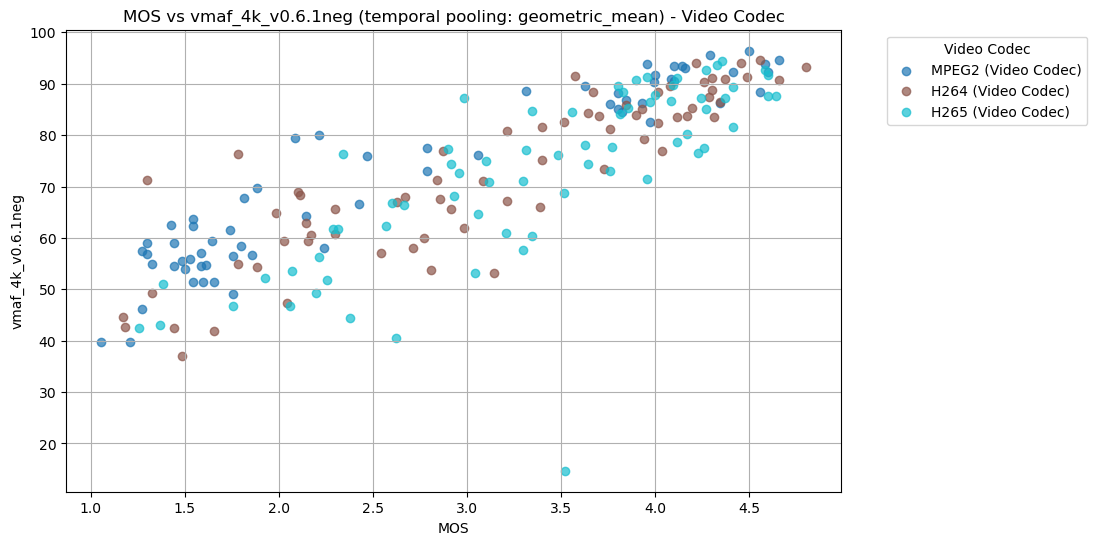 MOS vs vmaf_4k_v0.6.1neg (temporal pooling: geometric_mean) - Video Codec
Video Codec
MPEG2 (Video Codec)
H264 (Video Codec)
H265 (Video Codec)
vmaf_4k_v0.6.1neg
100
90
80
70
60
50
40
30
20
1.0 1.5 2.0 2.5 3.0 3.5 4.0 4.5
MOS